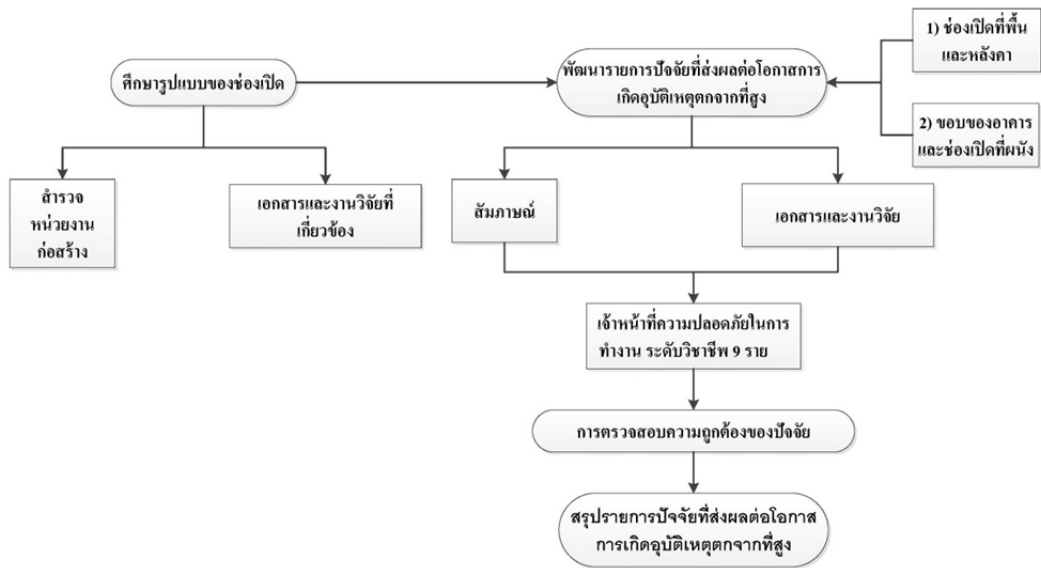 1) ช่องเปิดที่พื้น
และหลังคา
ศึกษารูปแบบของช่องเปิด
พัฒนารายการปัจจัยที่ส่งผลต่อโอกาสการ
เกิดอุบัติเหตุตกจากที่สูง
2) ขอบของอาคาร
และช่องเปิดที่ผนัง
สำรวจ
หน่วยงาน
ก่อสร้าง
เอกสารและงานวิจัยที่
เกี่ยวข้อง
สัมภาษณ์
เอกสารและงานวิจัย
เจ้าหน้าที่ความปลอดภัยในการ
ทำงาน ระดับวิชาชีพ 9 ราย
การตรวจสอบความถูกต้องของปัจจัย
สรุปรายการปัจจัยที่ส่งผลต่อโอกาส
การเกิดอุบัติเหตุตกจากที่สูง